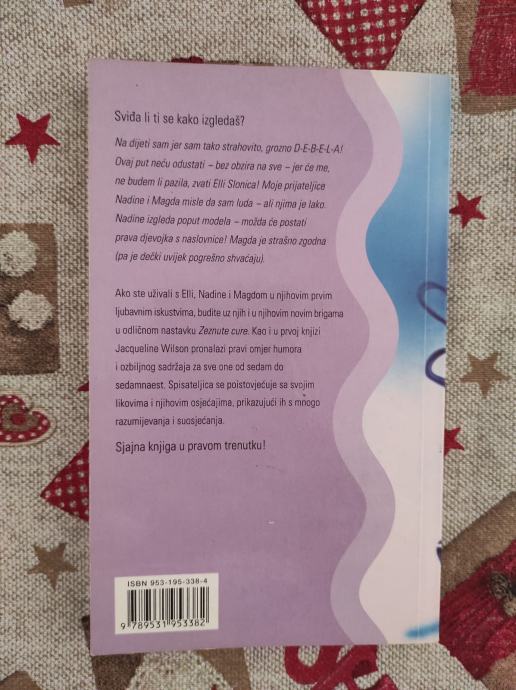 Sviđa li ti se kako izgledaš?
Na dijeti sam jer sam tako strahovito, grozno D-E-B-E-L-A!
Ovaj put neću odustati – bez obzira na sve – jer će me,
ne budem li pazila, zvati Elli Slonica! Moje prijateljice
Nadine i Magda misle da sam luda – ali njima je lako.
Nadine izgleda poput modela – možda će postati
prava djevojka s naslovnice! Magda je strašno zgodna
(pa je dečki uvijek pogrešno shvaćaju).
Ako ste uživali s Elli, Nadine i Magdom u njihovim prvim
ljubavnim iskustvima, budite uz njih i u njihovim novim brigama
u odličnom nastavku Zeznute cure. Kao i u prvoj knjizi
Jacqueline Wilson pronalazi pravi omjer humora
i ozbiljnog sadržaja za sve one od sedam do
sedamnaest. Spisateljica se poistovjećuje sa svojim
likovima i njihovim osjećajima, prikazujući ih s mnogo
razumijevanja i suosjećanja.
Sjajna knjiga u pravom trenutku!
ISBN 953-195-338-4
9 789531 953382